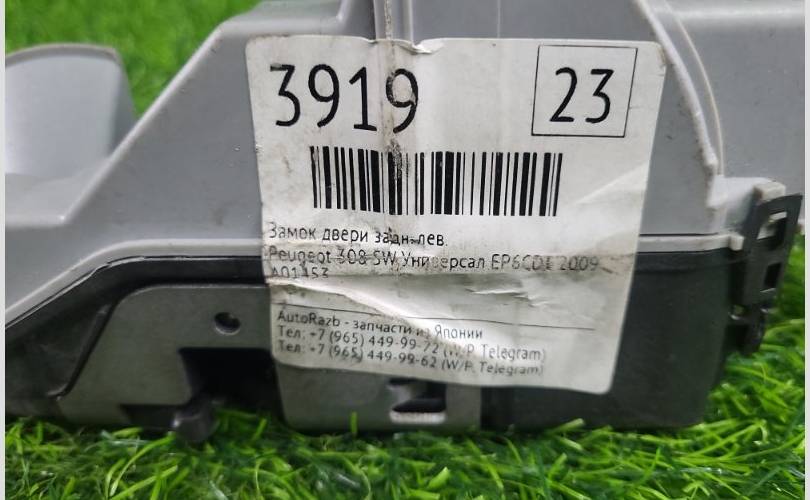 3919
23
Замок двери задн. лев.
Peugeot 308 SW Универсал EP6CDT 2009
A01153
AutoRazb - запчасти из Японии
Тел: +7 (965) 449-99-72 (W/P. Telegram)
Тел: +7 (965) 449-99-62 (W/P. Telegram)